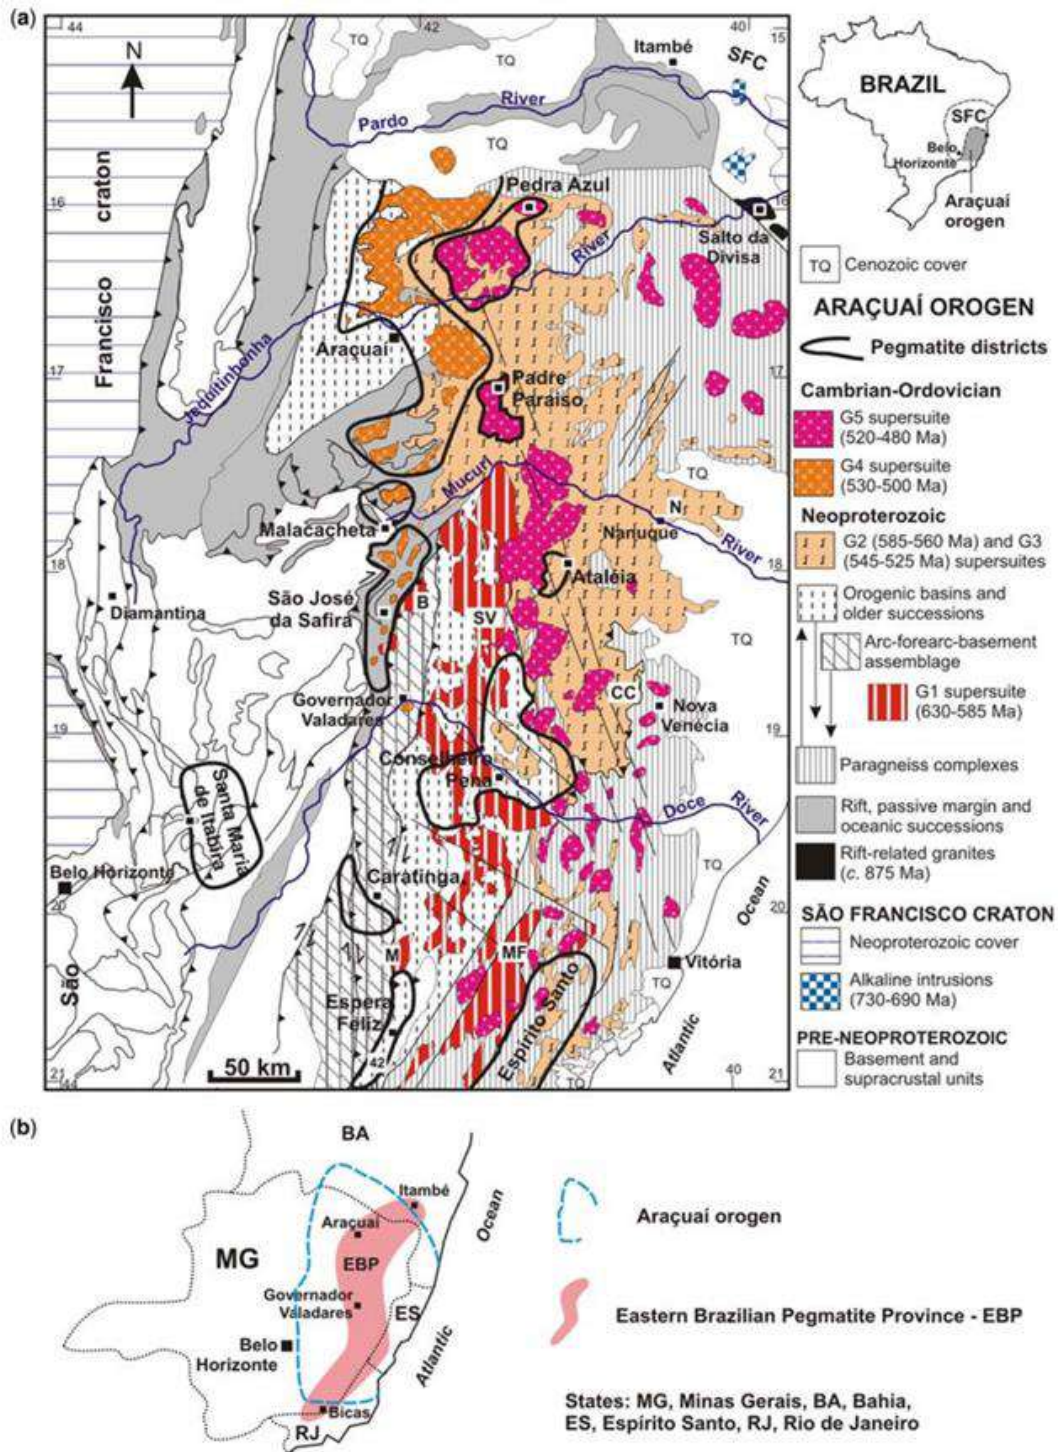 (a)
44
42
40
15
N
TQ
TQ
Itambé
SFC
River
Pardo
TQ
craton
Francisco
São
16
Pedra Azul
16
River
Salto da
Divisa
Jequitinhonha
Araçuaí
17
Padre
Paraíso
17
TQ
Mucuri
N
Malacacheta
Nanuque
River
18
18
Diamantina
São José
da Safira
B
SV
Ataléia
TQ
Governador
Valadares
CC
Nova
Venécia
19
19
Conselheiro
Pena
Santa Maria
de Itabira
Doce
River
Belo Horizonte
20
Caratinga
TQ
20
Ocean
M
MF
Vitória
TQ
Espera
Feliz
Espírito Santo
Atlantic
50 km
42
TQ
21
44
40
21
BRAZIL
SFC
Belo
Horizonte
Araçuaí
orogen
TQ Cenozoic cover
ARAÇUAÍ OROGEN
Pegmatite districts
Cambrian-Ordovician
G5 supersuite
(520-480 Ma)
G4 supersuite
(530-500 Ma)
Neoproterozoic
G2 (585-560 Ma) and G3
(545-525 Ma) supersuites
Orogenic basins and
older successions
Arc-forearc-basement
assemblage
G1 supersuite
(630-585 Ma)
Paragneiss complexes
Rift, passive margin and
oceanic successions
Rift-related granites
(c. 875 Ma)
SÃO FRANCISCO CRATON
Neoproterozoic cover
Alkaline intrusions
(730-690 Ma)
PRE-NEOPROTEROZOIC
Basement and
supracrustal units
(b)
BA
Itambé
Araçuaí
Ocean
MG
EBP
Governador
Valadares
ES
Belo
Horizonte
Atlantic
Bicas
RJ
Araçuaí orogen
Eastern Brazilian Pegmatite Province - EBP
States: MG, Minas Gerais, BA, Bahia,
ES, Espírito Santo, RJ, Rio de Janeiro